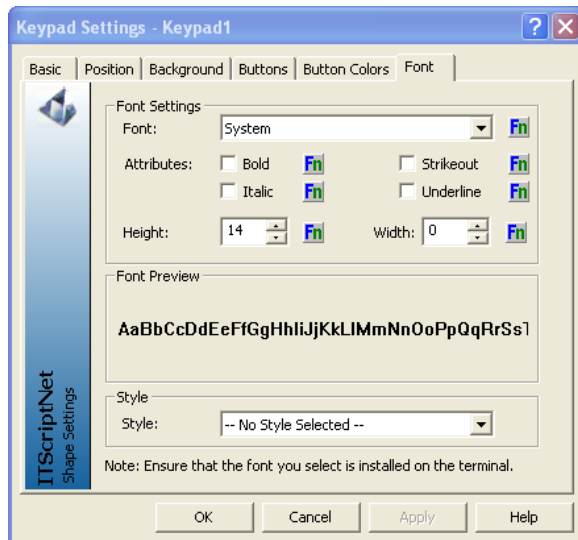 Keypad Settings - Keypad1
Basic Position Background Buttons Button Colors Font
Font Settings
Font: System Fn
Attributes: Bold Fn Strikeout Fn
Italic Fn Underline Fn
Height: 14 Fn Width: 0 Fn
Font Preview
AaBbCcDdEeFfGgHhIiJjKkLlMmNnOoPpQqRrSsT
Style
Style: -- No Style Selected --
Note: Ensure that the font you select is installed on the terminal.
ITScriptNet
Shape Settings
OK Cancel Apply Help